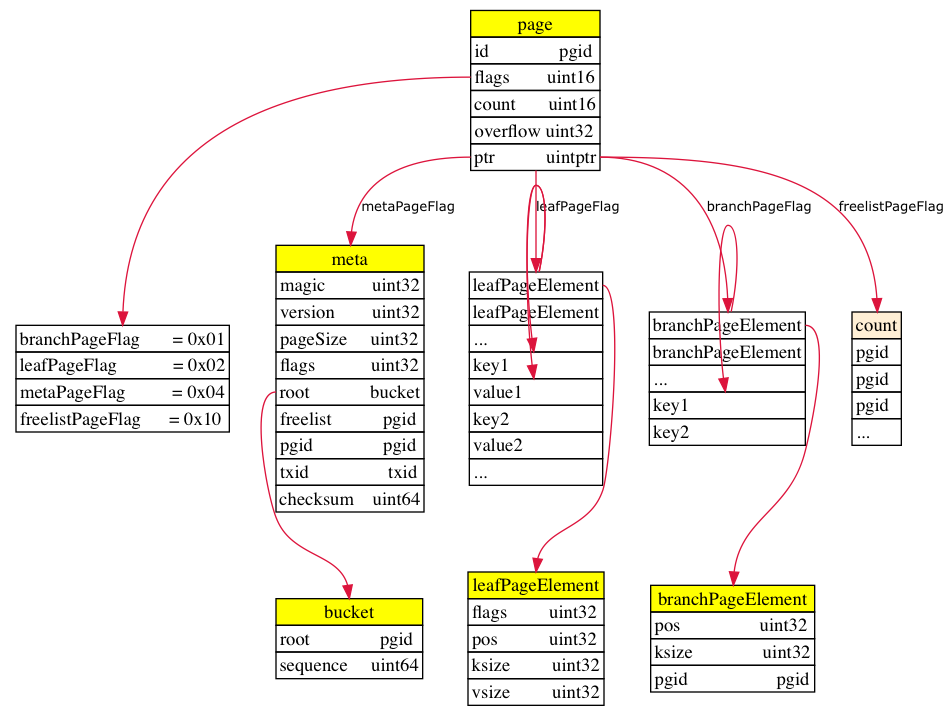 page
id pgid
flags uint16
count uint16
overflow uint32
ptr uintptr
metaPageFlag
leafPageFlag
branchPageFlag
freelistPageFlag
branchPageFlag = 0x01
leafPageFlag = 0x02
metaPageFlag = 0x04
freelistPageFlag = 0x10
meta
magic uint32
version uint32
pageSize uint32
flags uint32
root bucket
freelist pgid
pgid pgid
txid txid
checksum uint64
leafPageElement
leafPageElement
...
key1
value1
key2
value2
...
branchPageElement
branchPageElement
...
key1
key2
count
pgid
pgid
pgid
...
bucket
root pgid
sequence uint64
leafPageElement
flags uint32
pos uint32
ksize uint32
vsize uint32
branchPageElement
pos uint32
ksize uint32
pgid pgid